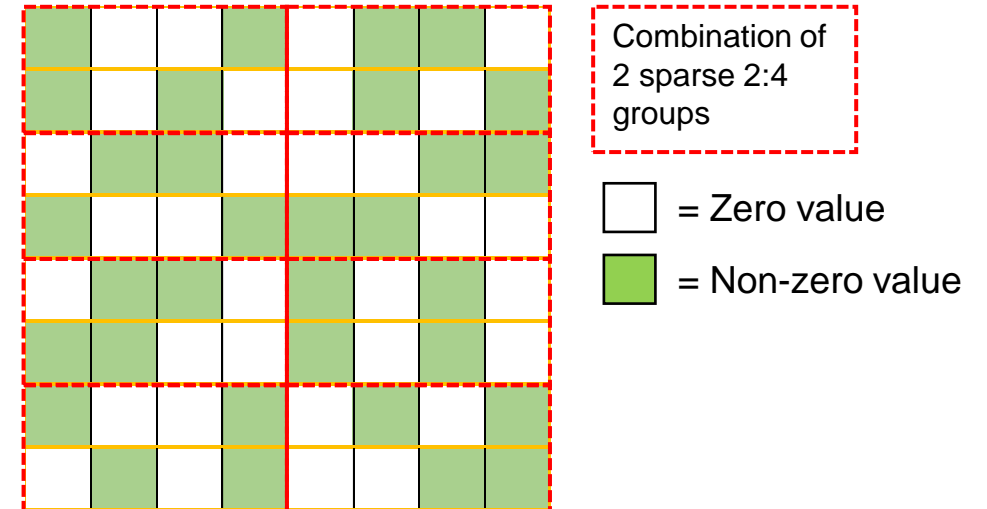 Combination of
2 sparse 2:4
groups
= Zero value
= Non-zero value